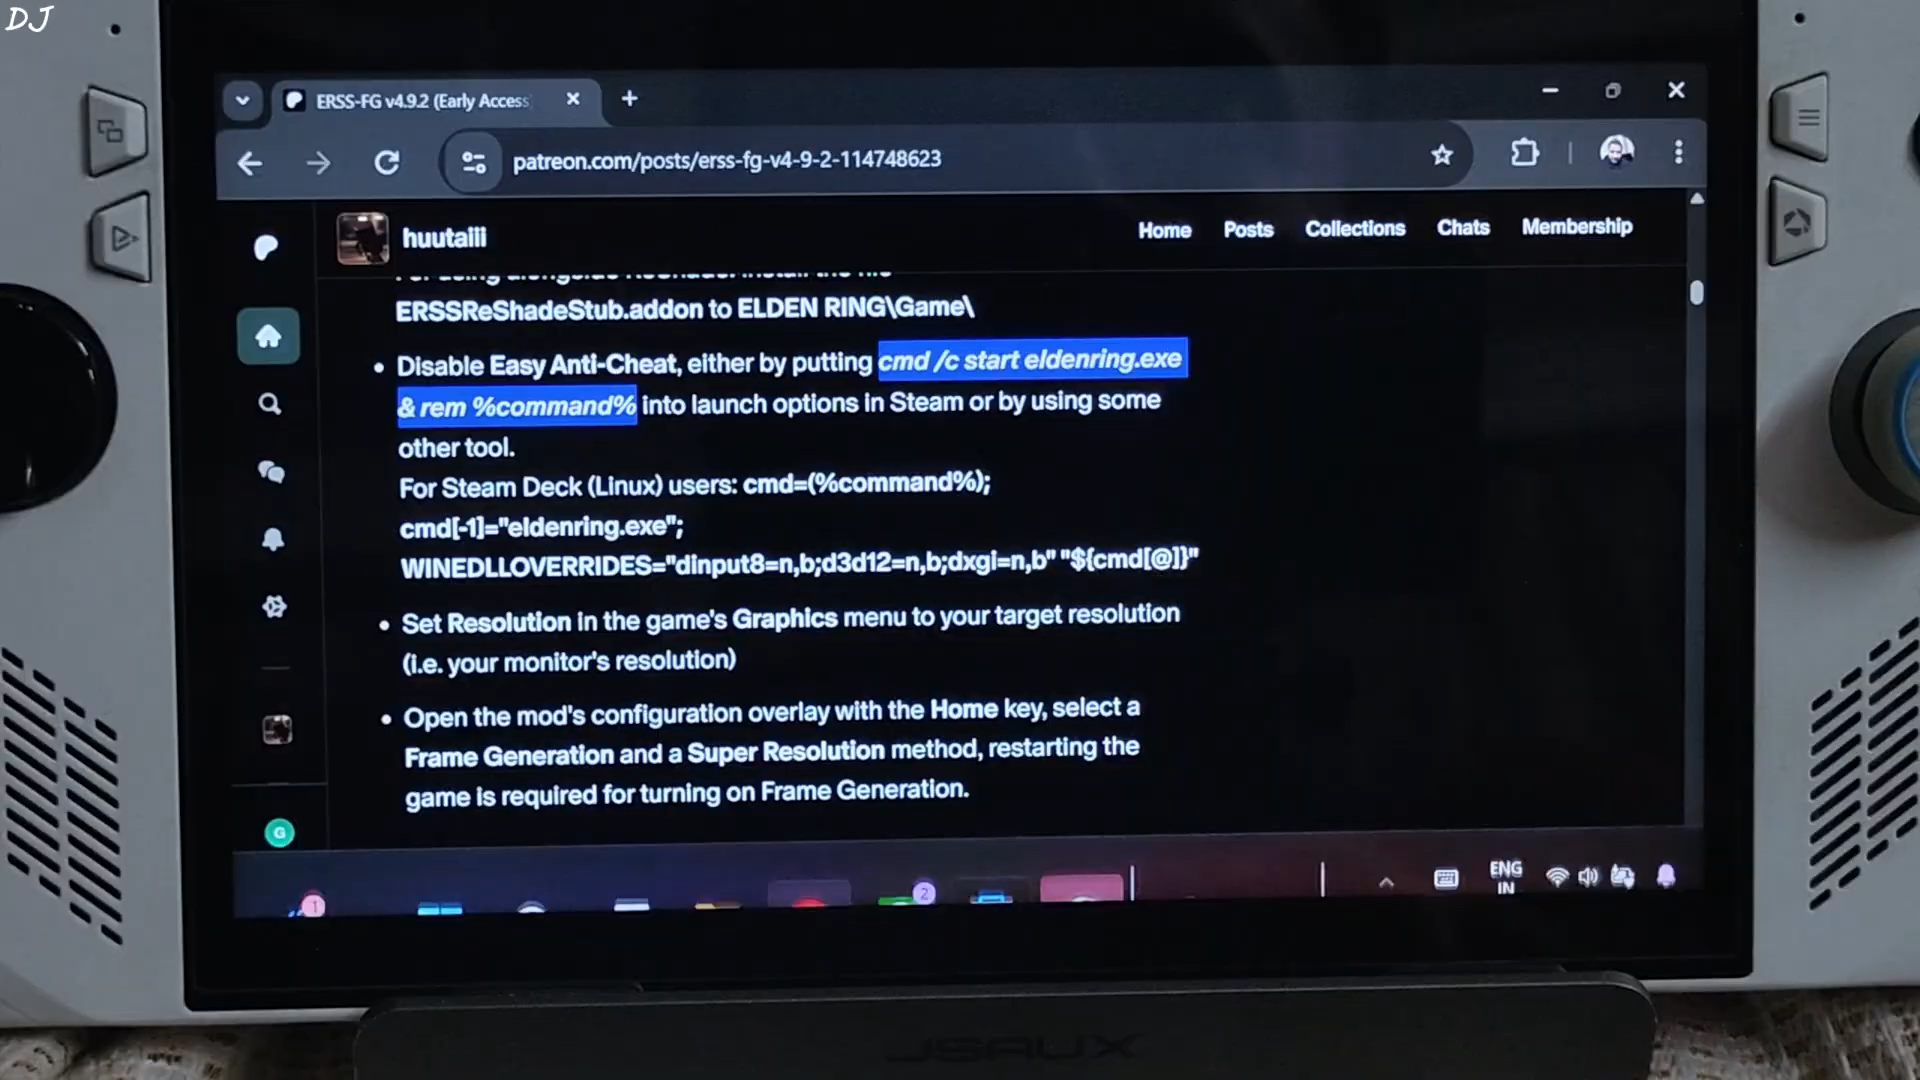 DJ
ERSS-FG v4.9.2 (Early Access
patreon.com/posts/erss-fg-v4-9-2-114748623
huutaiii
Home Posts Collections Chats Membership
ERSSReShadeStub.addon to ELDEN RING\Game\
Disable Easy Anti-Cheat, either by putting cmd /c start eldenring.exe
& rem %command% into launch options in Steam or by using some
other tool.
For Steam Deck (Linux) users: cmd=(%command%);
cmd[-1]="eldenring.exe";
WINEDLLOVERRIDES="dinput8=n,b;d3d12=n,b;dxgi=n,b" "${cmd[@]}"
Set Resolution in the game's Graphics menu to your target resolution
(i.e. your monitor's resolution)
Open the mod's configuration overlay with the Home key, select a
Frame Generation and a Super Resolution method, restarting the
game is required for turning on Frame Generation.
G
1
2
ENG
IN
JSAUX